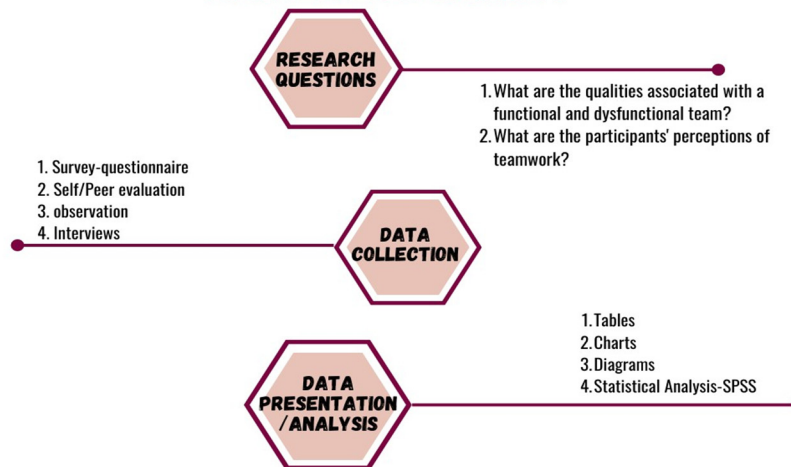 RESEARCH
QUESTIONS
1. What are the qualities associated with a
functional and dysfunctional team?
2. What are the participants' perceptions of
teamwork?
1. Survey-questionnaire
2. Self/Peer evaluation
3. observation
4. Interviews
DATA
COLLECTION
1. Tables
2. Charts
3. Diagrams
4. Statistical Analysis-SPSS
DATA
PRESENTATION
/ANALYSIS